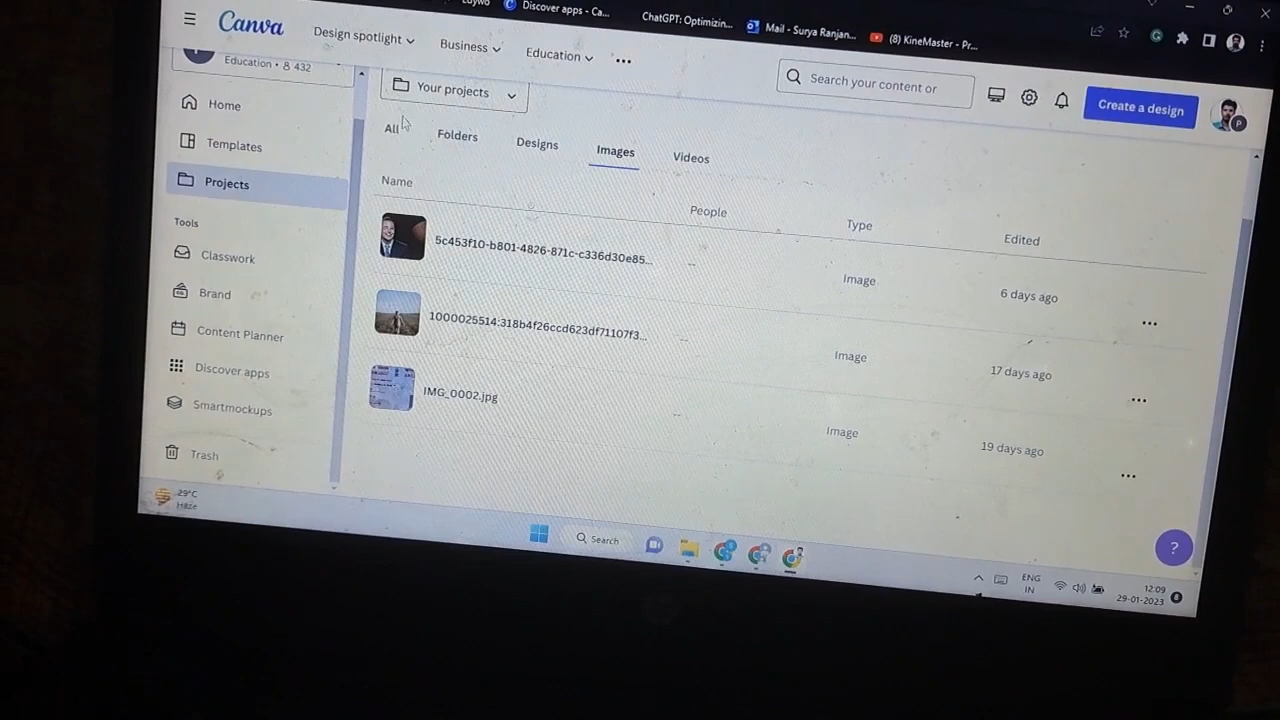 Discover apps - Ca...
ChatGPT: Optimizin...
Mail - Surya Ranjan...
(8) KineMaster - Pr...
Canva
Design spotlight
Business
Education
Search your content or
Create a design
P
Education • 432
Home
Templates
Projects
Tools
Classwork
Brand
Content Planner
Discover apps
Smartmockups
Trash
Your projects
All
Folders
Designs
Images
Videos
Name
People
Type
Edited
5c453f10-b801-4826-871c-c336d30e85...
--
Image
6 days ago
1000025514:318b4f26ccd623df71107f3...
--
Image
17 days ago
IMG_0002.jpg
--
Image
19 days ago
?
29°C
Haze
Search
ENG
IN
12:09
29-01-2023